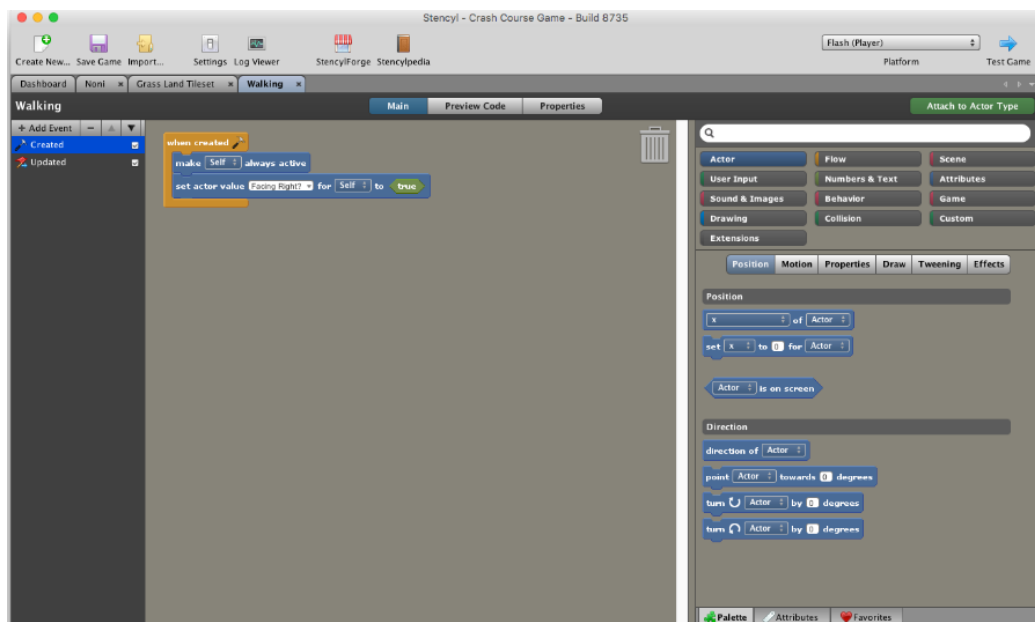 Stencyl - Crash Course Game - Build 8735
Flash (Player)
Create New... Save Game Import... Settings Log Viewer StencylForge Stencylpedia Platform Test Game
Dashboard Noni Grass Land Tileset Walking
Walking Main Preview Code Properties Attach to Actor Type
+ Add Event
Created
Updated
when created
make Self always active
set actor value Facing Right? for Self to true
Actor Flow Scene
User Input Numbers & Text Attributes
Sound & Images Behavior Game
Drawing Collision Custom
Extensions
Position Motion Properties Draw Tweening Effects
Position
x of Actor
set x to 0 for Actor
Actor is on screen
Direction
direction of Actor
point Actor towards 0 degrees
turn Actor by 0 degrees
turn Actor by 0 degrees
Palette Attributes Favorites